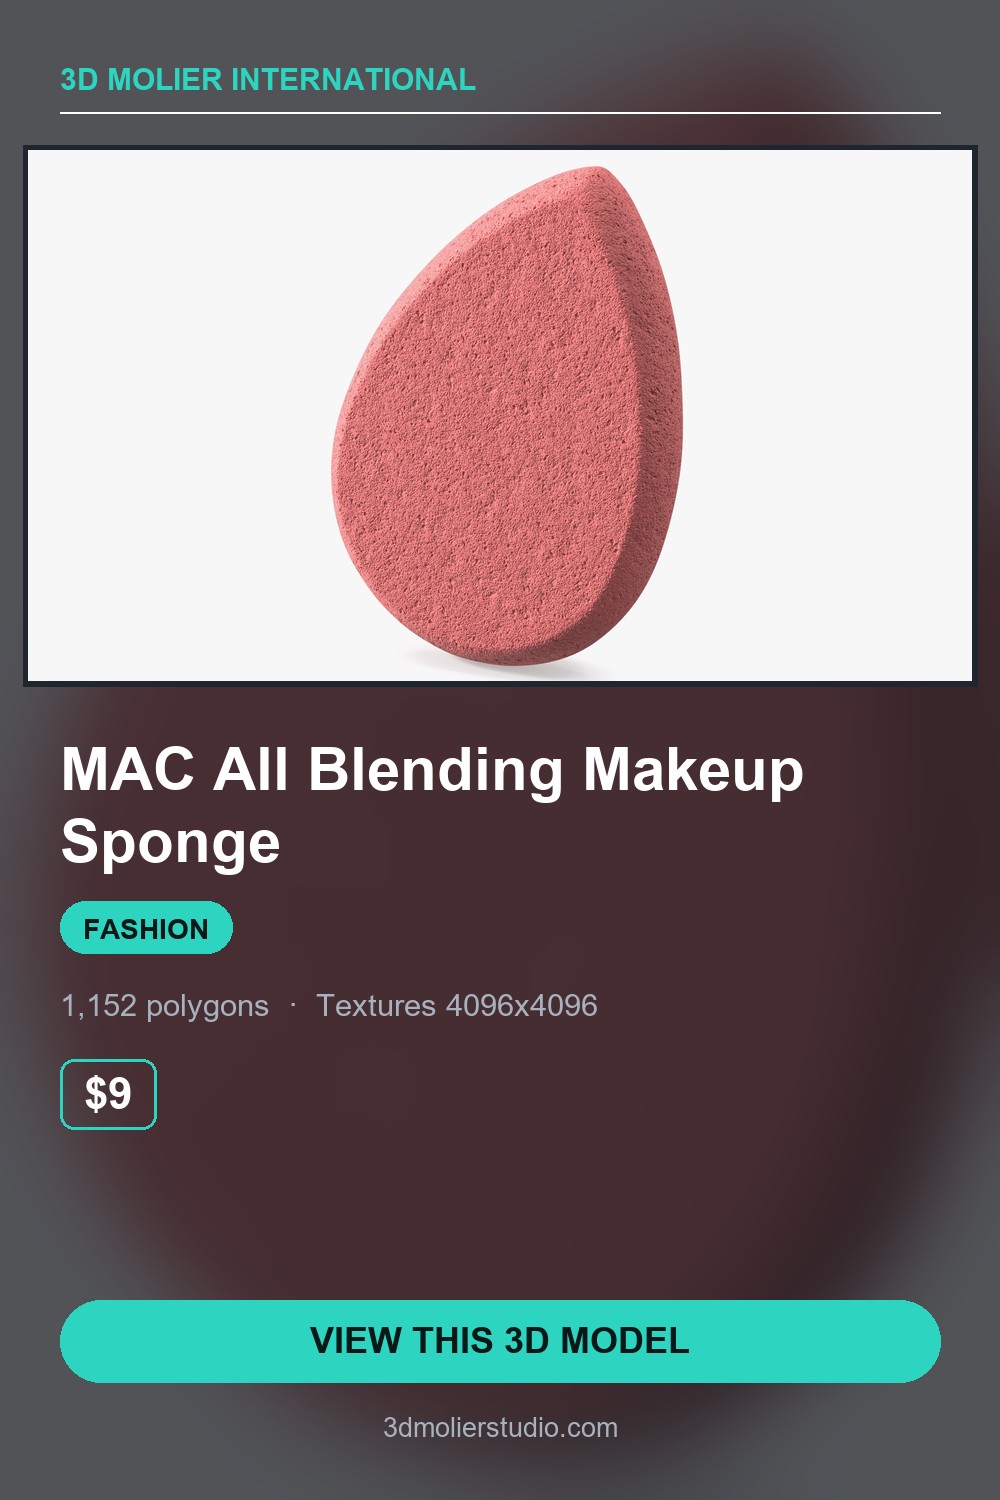 3D MOLIER INTERNATIONAL
MAC All Blending Makeup
Sponge
FASHION
1,152 polygons · Textures 4096x4096
$9
VIEW THIS 3D MODEL
3dmolierstudio.com